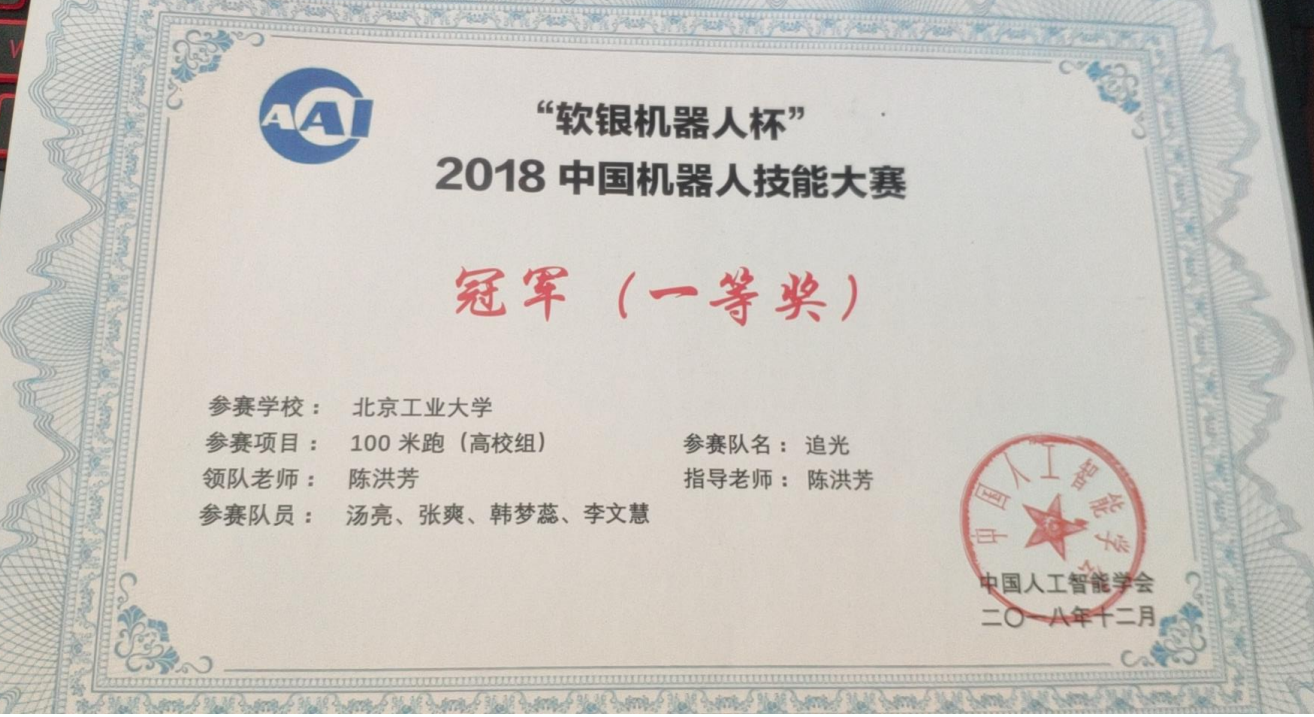 AAI
“软银机器人杯”
2018 中国机器人技能大赛
冠军（一等奖）
参赛学校： 北京工业大学
参赛项目： 100 米跑（高校组） 参赛队名： 追光
领队老师： 陈洪芳 指导老师： 陈洪芳
参赛队员： 汤亮、张爽、韩梦蕊、李文慧
中国人工智能学会
中国人工智能学会
二〇一八年十二月